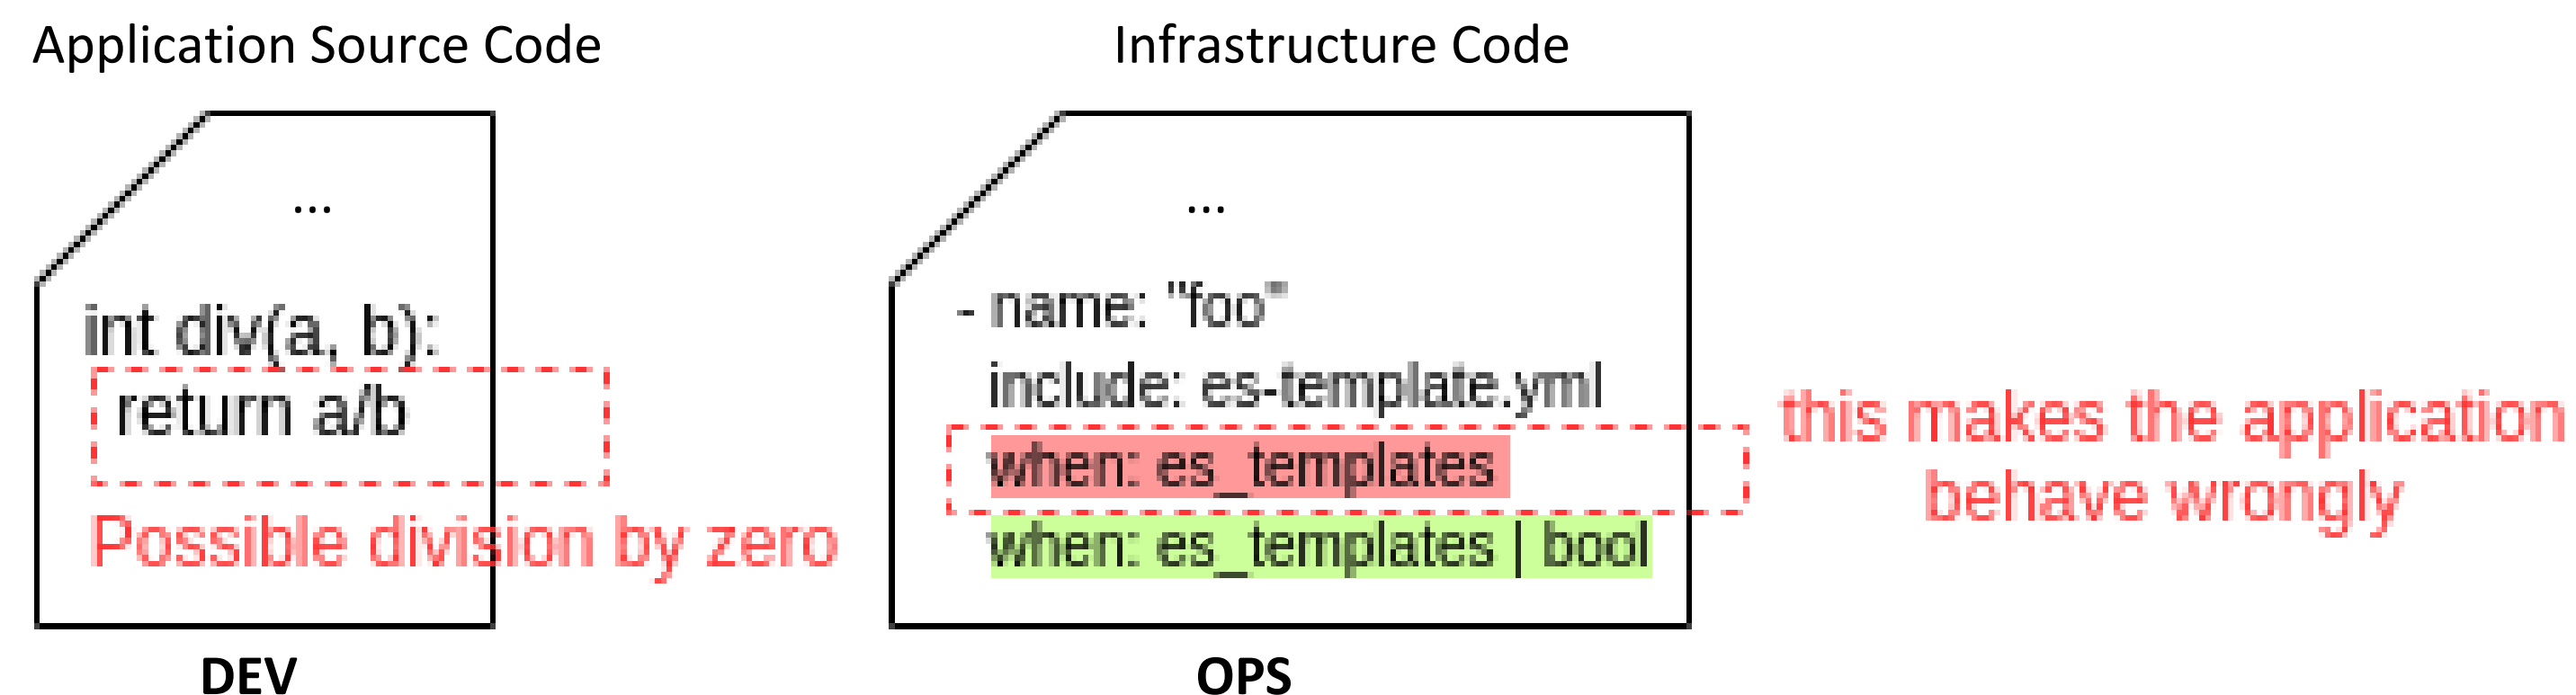 Application Source Code
...
int div(a, b):
return a/b
Possible division by zero
DEV
Infrastructure Code
...
- name: "foo"
include: es-template.yml
when: es_templates
when: es_templates | bool
this makes the application
behave wrongly
OPS